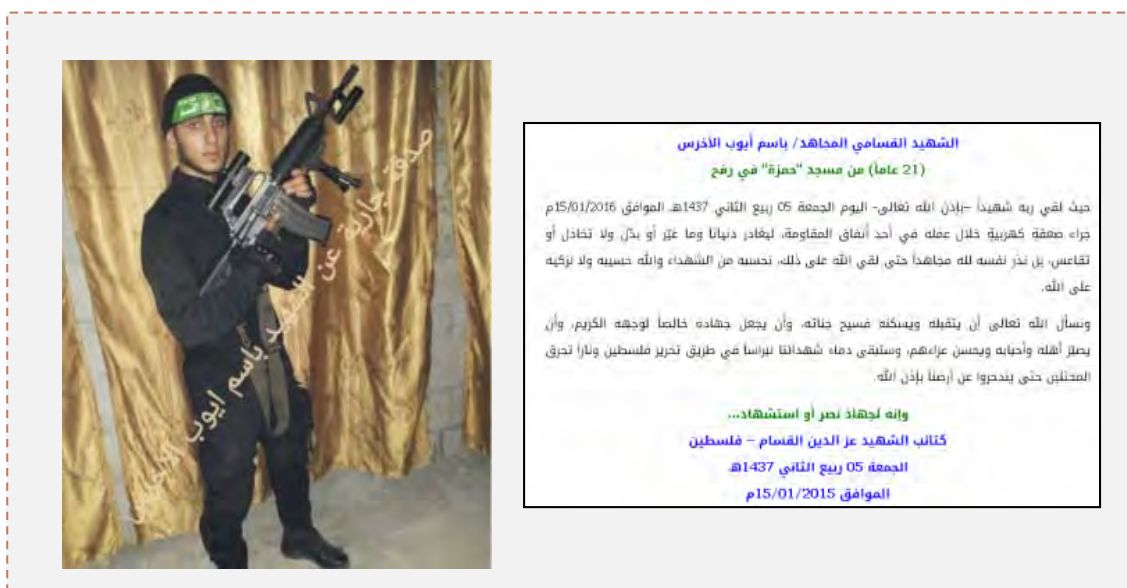 صدقة جارية عن الشهيد باسم ايوب الاخرس
الشهيد القسامي المجاهد/ باسم أيوب الأخرس
(21 عاماً) من مسجد "حمزة" في رفح
حيث لقي ربه شهيداً –بإذن الله تعالى- اليوم الجمعة 05 ربيع الثاني 1437هـ الموافق 15/01/2016م
جراء صعقةٍ كهربيةٍ خلال عمله في أحد أنفاق المقاومة، ليغادر دنيانا وما غيّر أو بدّل ولا تخاذل أو
تقاعس، بل نذر نفسه لله مجاهداً حتى لقي الله على ذلك، نحسبه من الشهداء والله حسيبه ولا نزكيه
على الله.
ونسأل الله تعالى أن يتقبله ويسكنه فسيح جناته، وأن يجعل جهاده خالصاً لوجهه الكريم، وأن
يصبّر أهله وأحبابه ويحسن عزاءهم، وستبقى دماء شهدائنا نبراساً في طريق تحرير فلسطين وناراً تحرق
المحتلين حتى يندحروا عن أرضنا بإذن الله.
وإنه لجهاد نصر أو استشهاد...
كتائب الشهيد عز الدين القسام – فلسطين
الجمعة 05 ربيع الثاني 1437هـ
الموافق 15/01/2015م